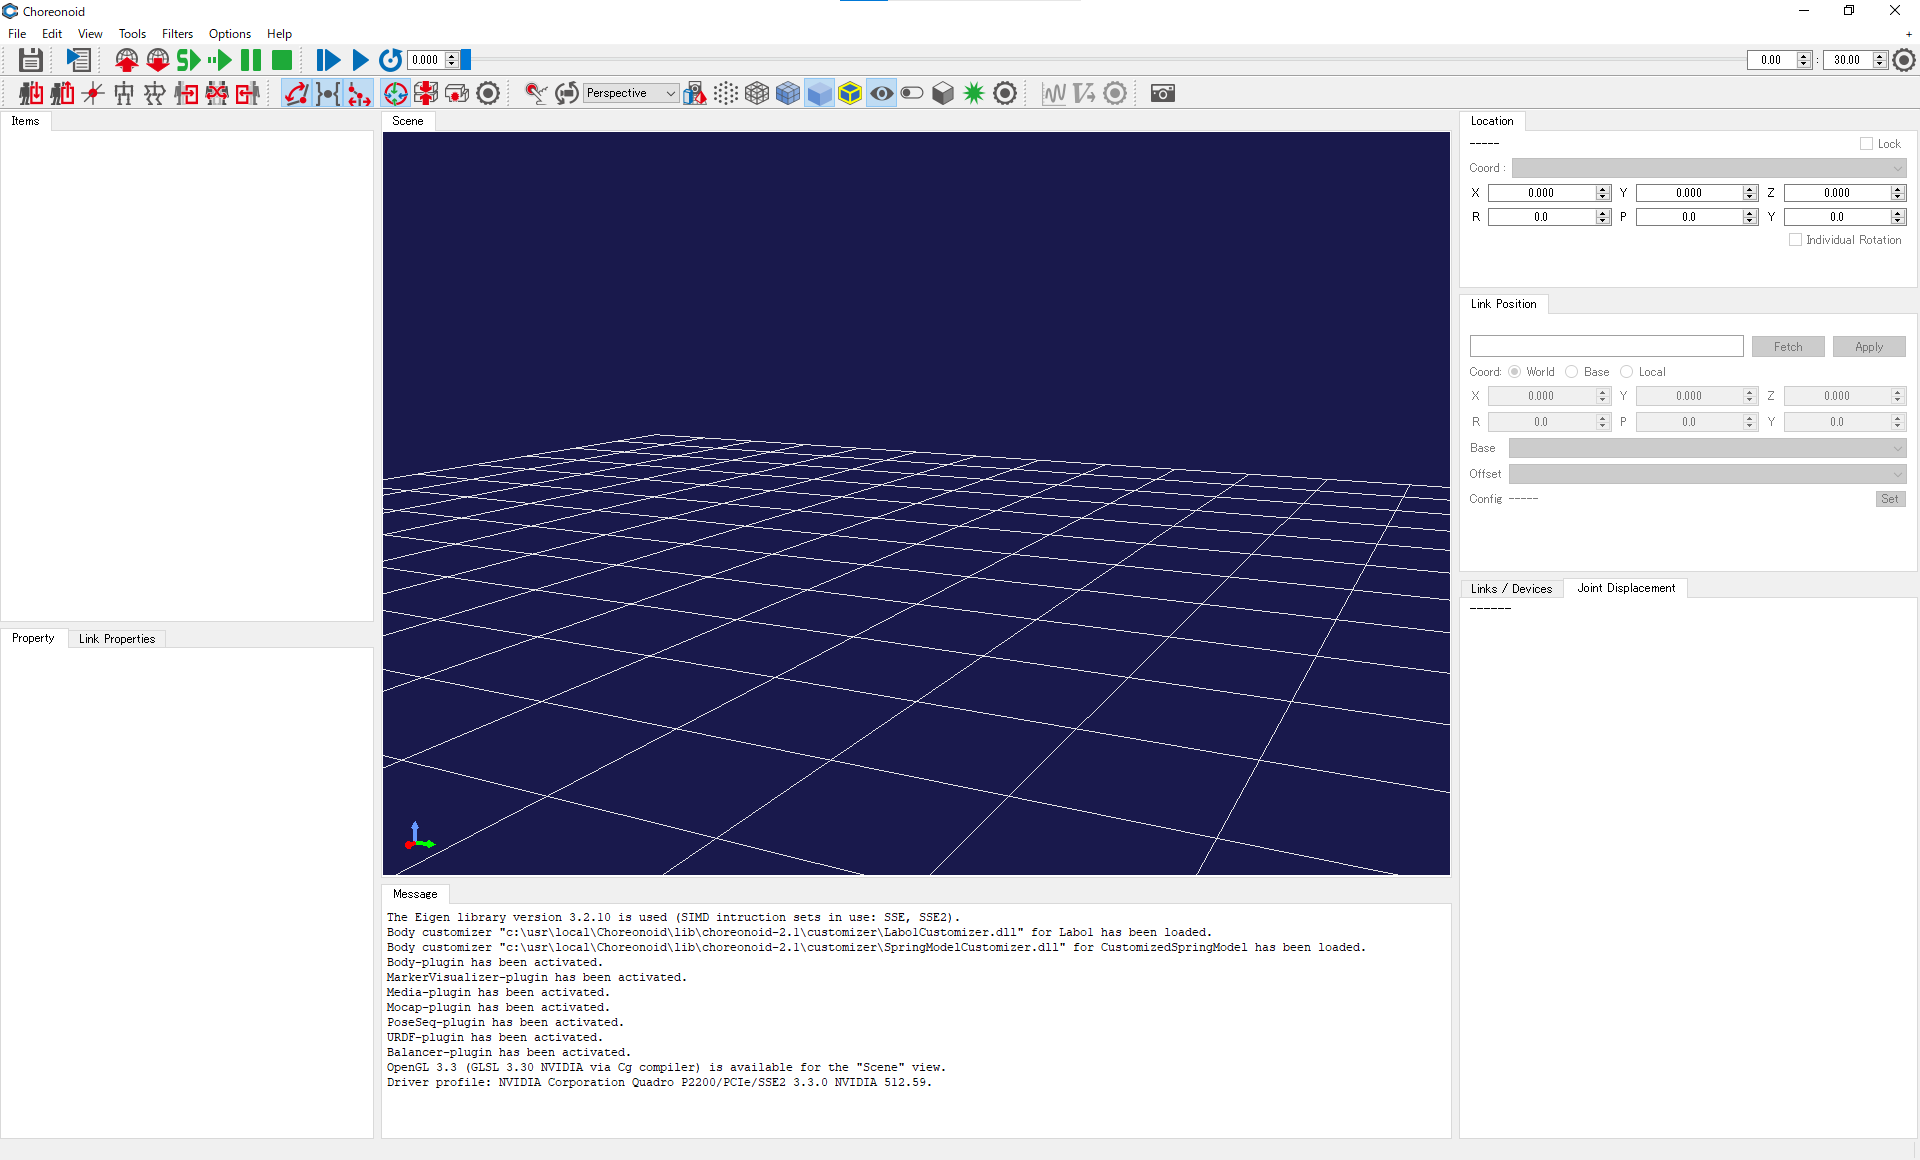 Choreonoid
File Edit View Tools Filters Options Help
0.000 0.00 : 30.00
Perspective
Items
Scene
Location
-----
Lock
Coord :
X 0.000 Y 0.000 Z 0.000
R 0.0 P 0.0 Y 0.0
Individual Rotation
Link Position
Fetch Apply
Coord: World Base Local
X 0.000 Y 0.000 Z 0.000
R 0.0 P 0.0 Y 0.0
Base
Offset
Config ----- Set
Links / Devices Joint Displacement
------
Property Link Properties
Message
The Eigen library version 3.2.10 is used (SIMD intruction sets in use: SSE, SSE2).
Body customizer "c:\usr\local\Choreonoid\lib\choreonoid-2.1\customizer\LabolCustomizer.dll" for Labol has been loaded.
Body customizer "c:\usr\local\Choreonoid\lib\choreonoid-2.1\customizer\SpringModelCustomizer.dll" for CustomizedSpringModel has been loaded.
Body-plugin has been activated.
MarkerVisualizer-plugin has been activated.
Media-plugin has been activated.
Mocap-plugin has been activated.
PoseSeq-plugin has been activated.
URDF-plugin has been activated.
Balancer-plugin has been activated.
OpenGL 3.3 (GLSL 3.30 NVIDIA via Cg compiler) is available for the "Scene" view.
Driver profile: NVIDIA Corporation Quadro P2200/PCIe/SSE2 3.3.0 NVIDIA 512.59.